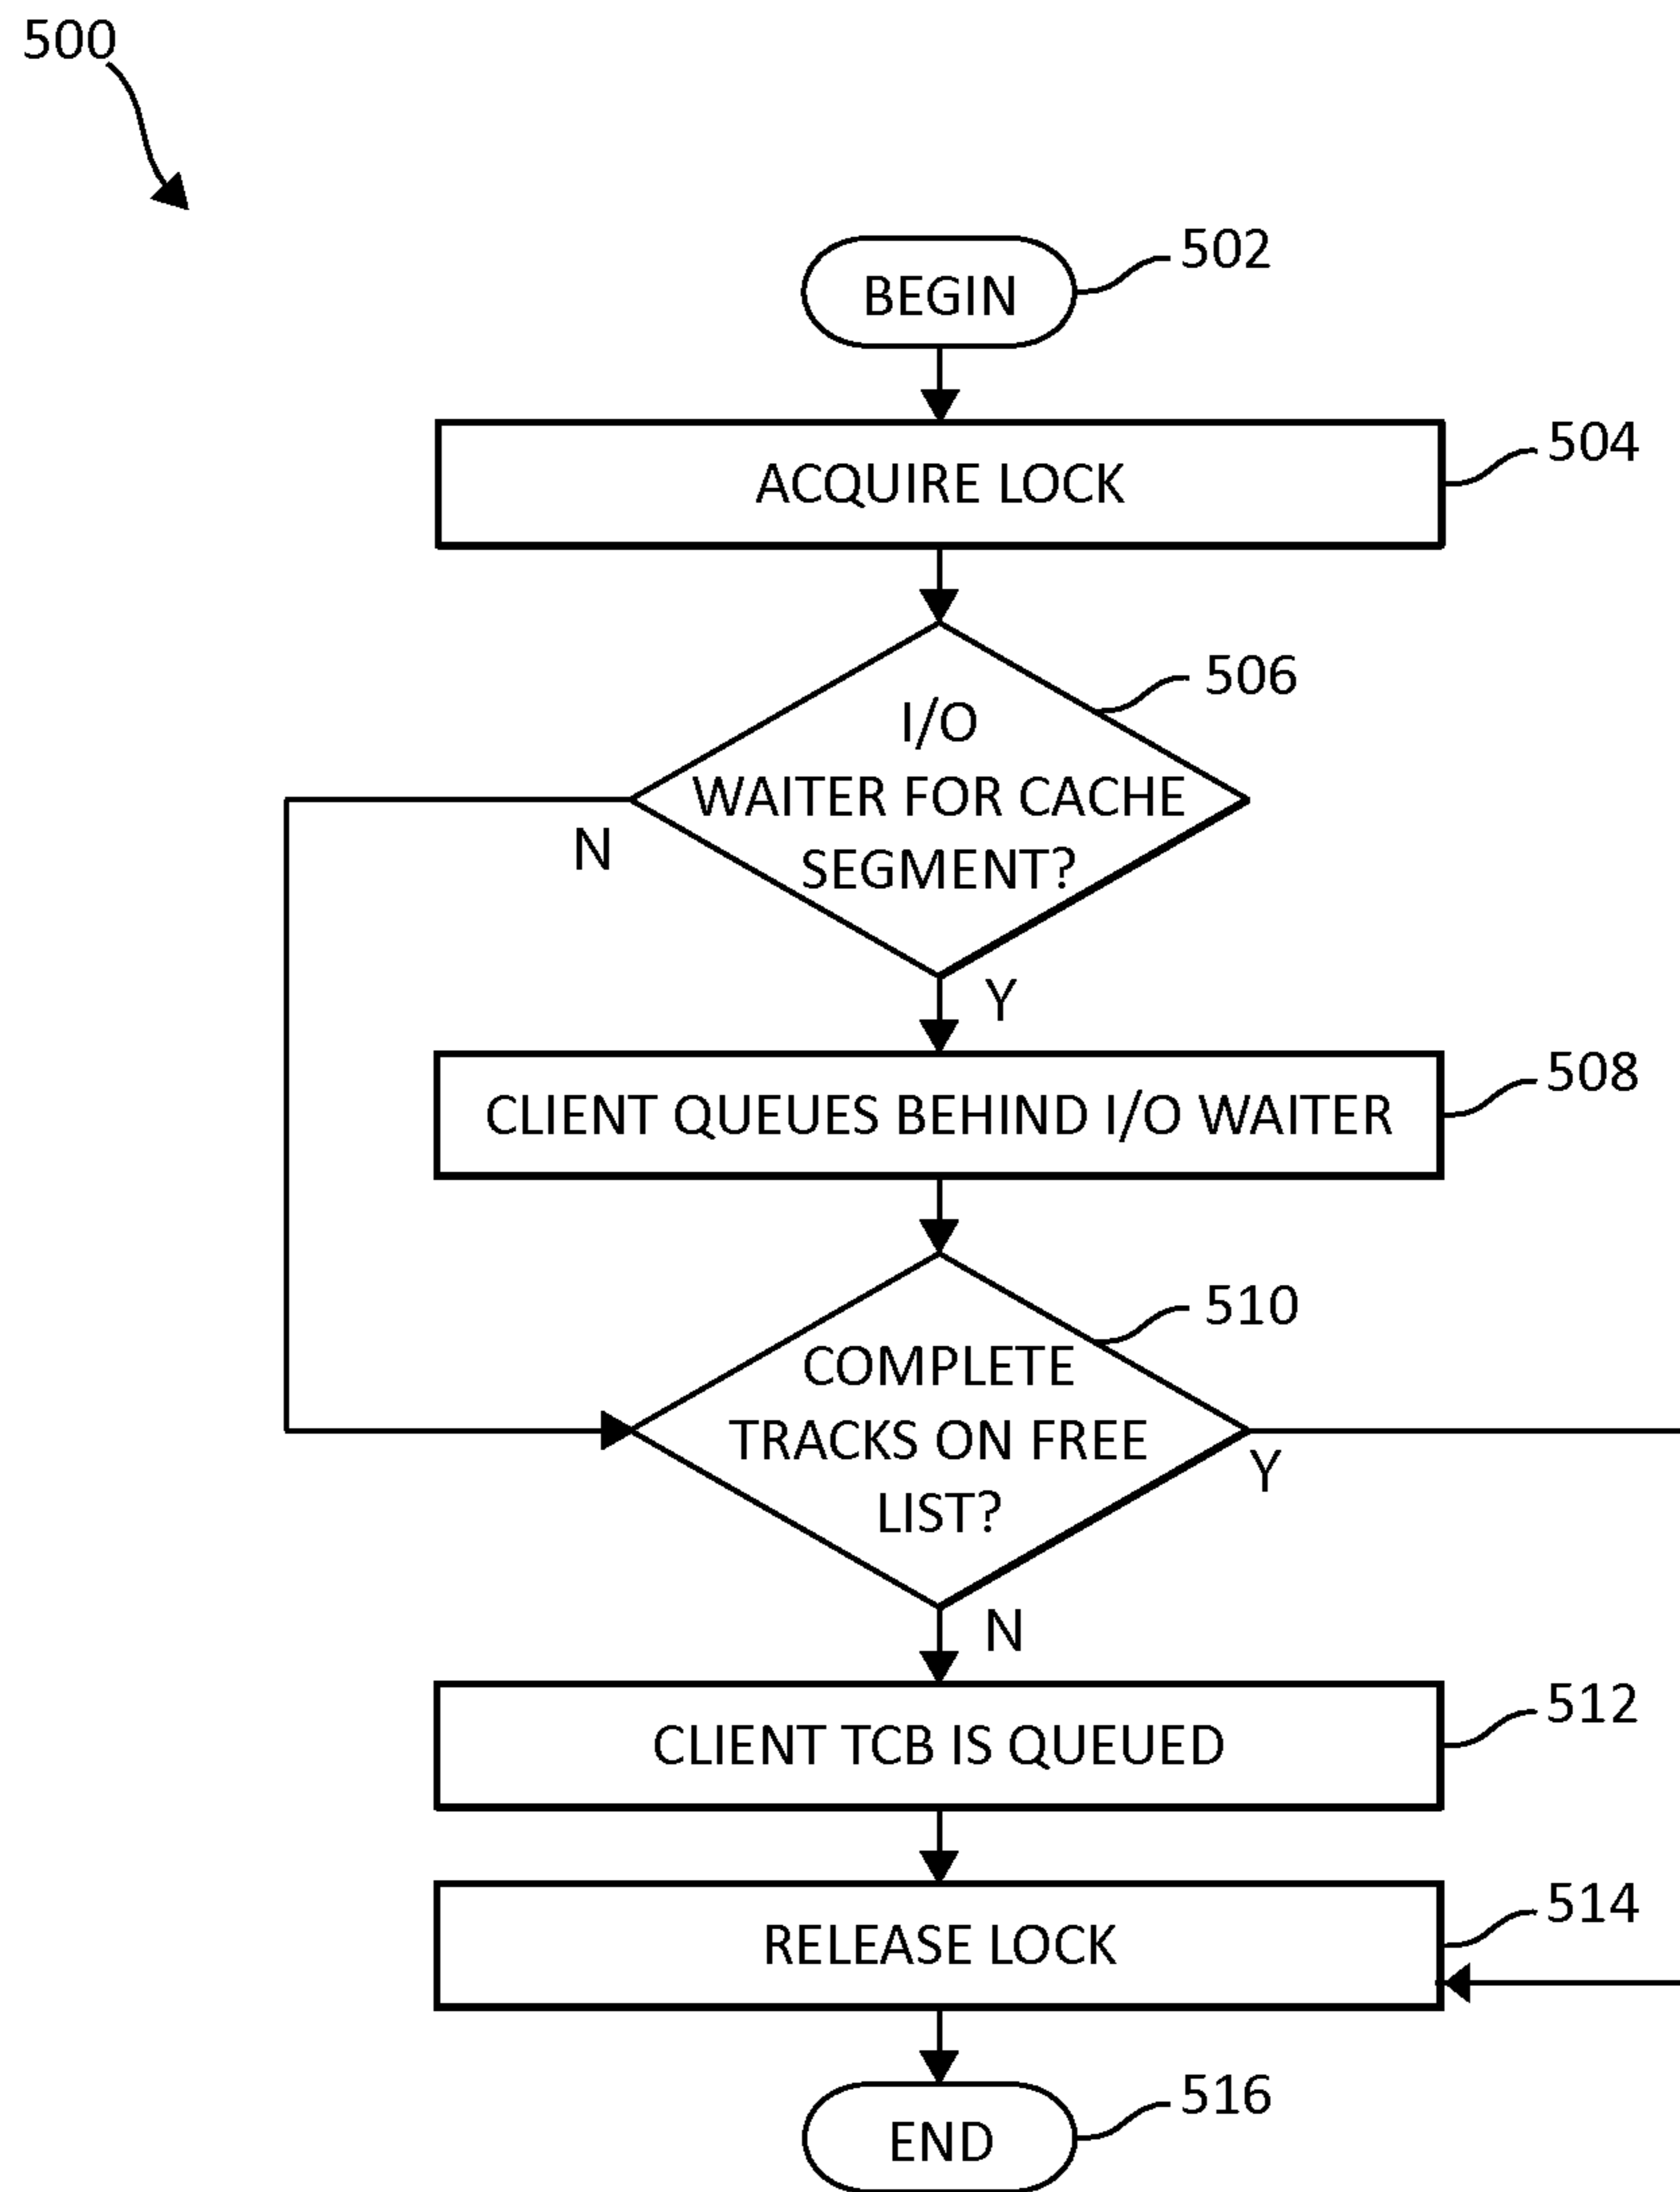 500
BEGIN
502
ACQUIRE LOCK
504
I/O
WAITER FOR CACHE
SEGMENT?
506
N
Y
CLIENT QUEUES BEHIND I/O WAITER
508
COMPLETE
TRACKS ON FREE
LIST?
510
Y
N
CLIENT TCB IS QUEUED
512
RELEASE LOCK
514
END
516